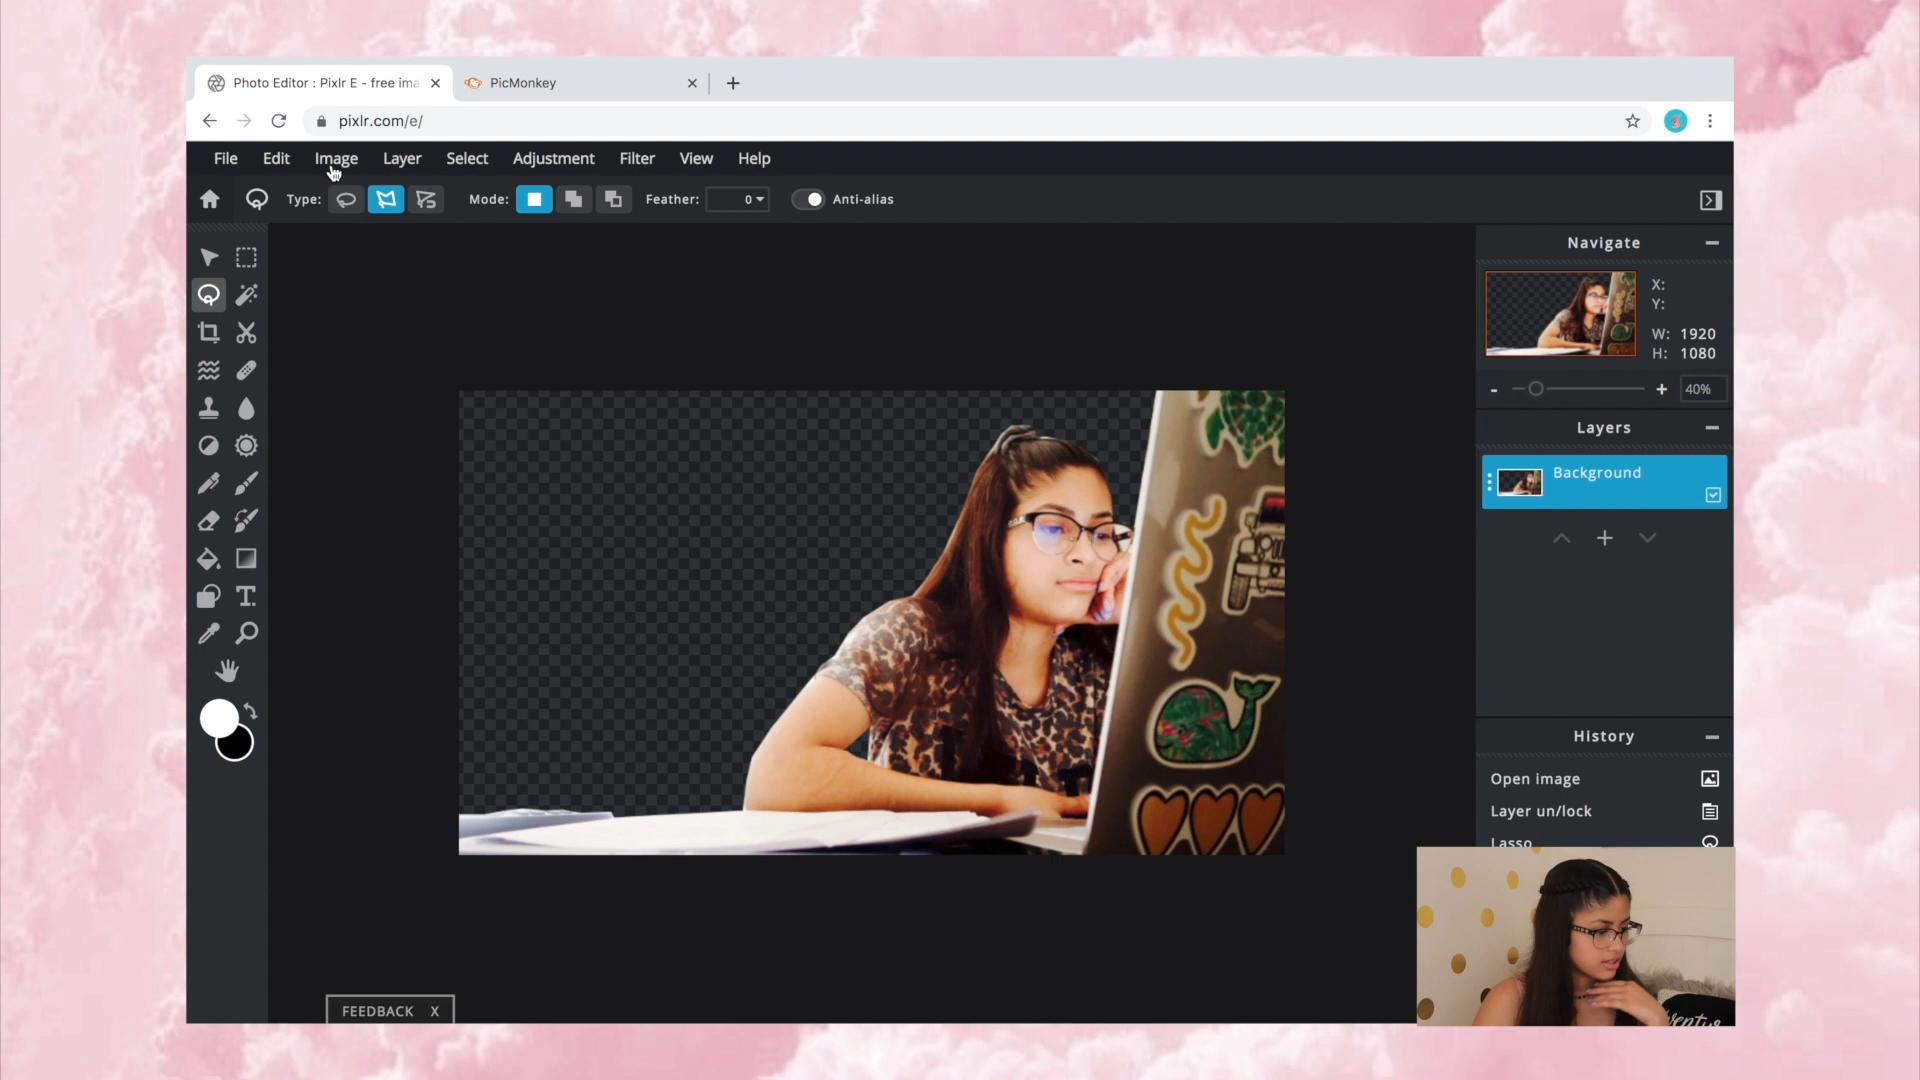 Photo Editor : Pixlr E - free ima
PicMonkey
pixlr.com/e/
File Edit Image Layer Select Adjustment Filter View Help
Type: Mode: Feather: 0 Anti-alias
Navigate
X:
Y:
W: 1920
H: 1080
- + 40%
Layers
Background
History
Open image
Layer un/lock
Lasso
FEEDBACK X